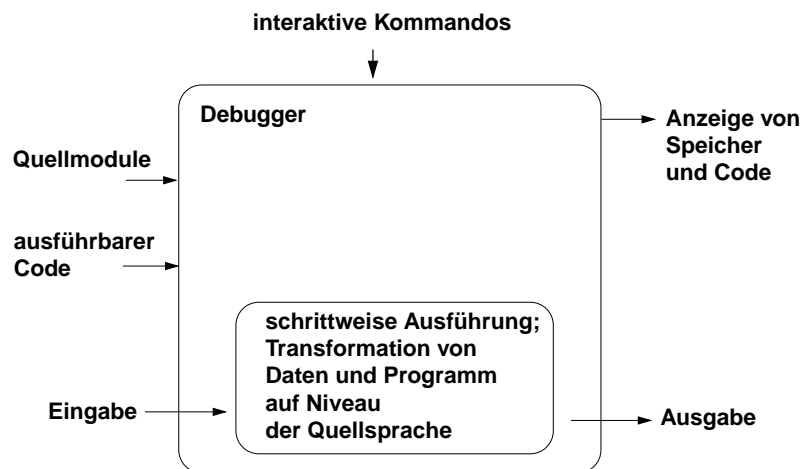 interaktive Kommandos
Debugger
Anzeige von
Speicher
und Code
Quellmodule
ausführbarer
Code
schrittweise Ausführung;
Transformation von
Daten und Programm
auf Niveau
der Quellsprache
Eingabe
Ausgabe